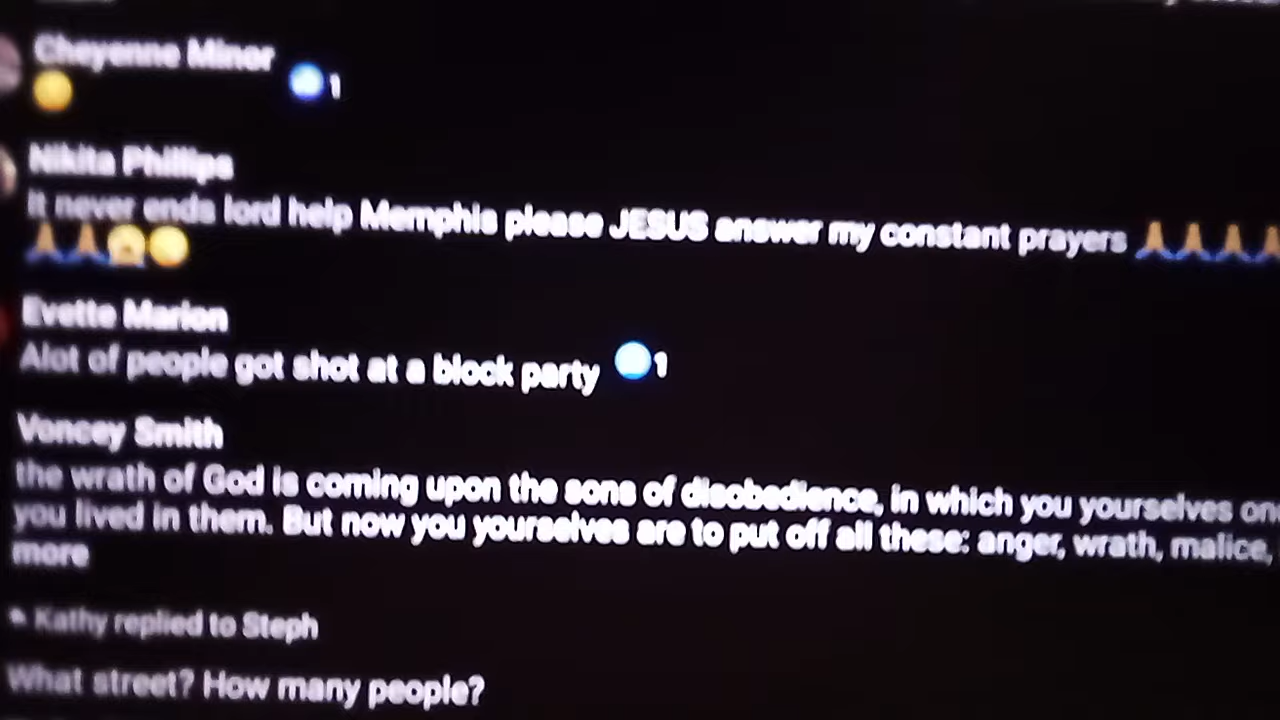 Cheyenne Minor
1
Nikita Phillips
It never ends lord help Memphis please JESUS answer my constant prayers 🙏🙏🙏🙏
🙏🙏😱
Evette Marion
Alot of people got shot at a block party 1
Voncey Smith
the wrath of God is coming upon the sons of disobedience, in which you yourselves
you lived in them. But now you yourselves are to put off all these: anger, wrath, malice,
more
Kathy replied to Steph
What street? How many people?